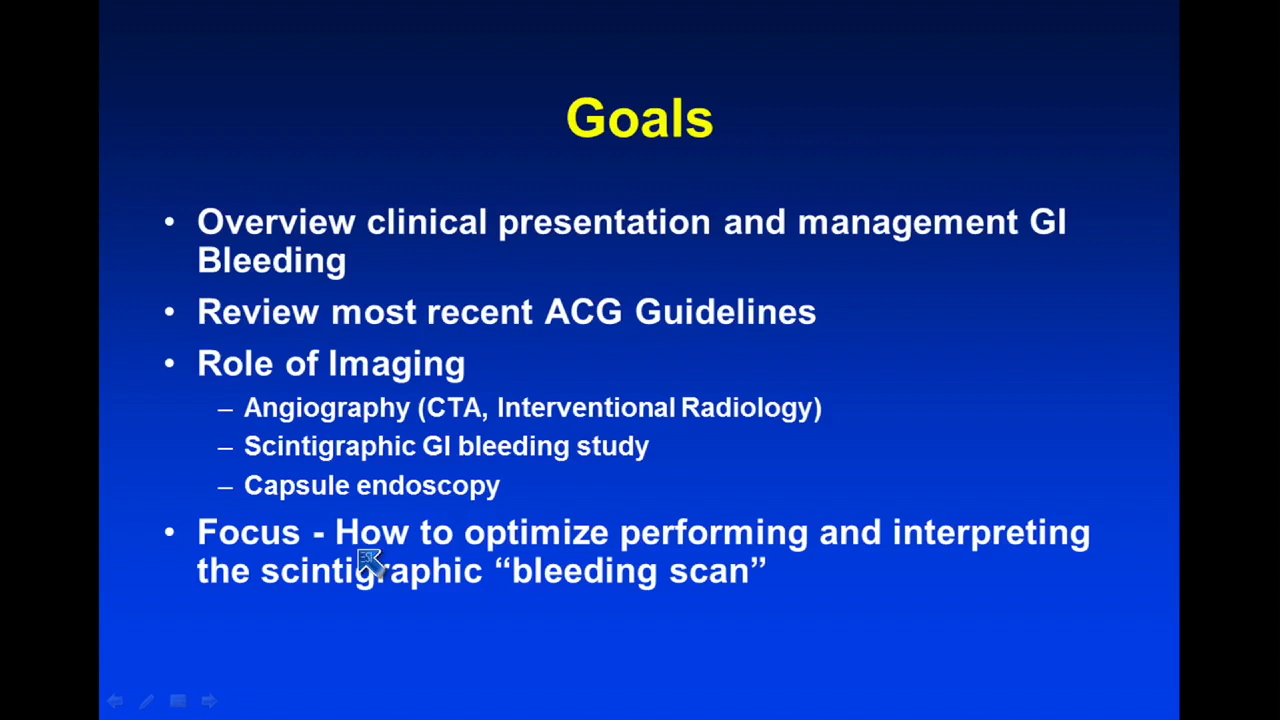 Goals
• Overview clinical presentation and management GI
Bleeding
• Review most recent ACG Guidelines
• Role of Imaging
– Angiography (CTA, Interventional Radiology)
– Scintigraphic GI bleeding study
– Capsule endoscopy
• Focus - How to optimize performing and interpreting
the scintigraphic “bleeding scan”